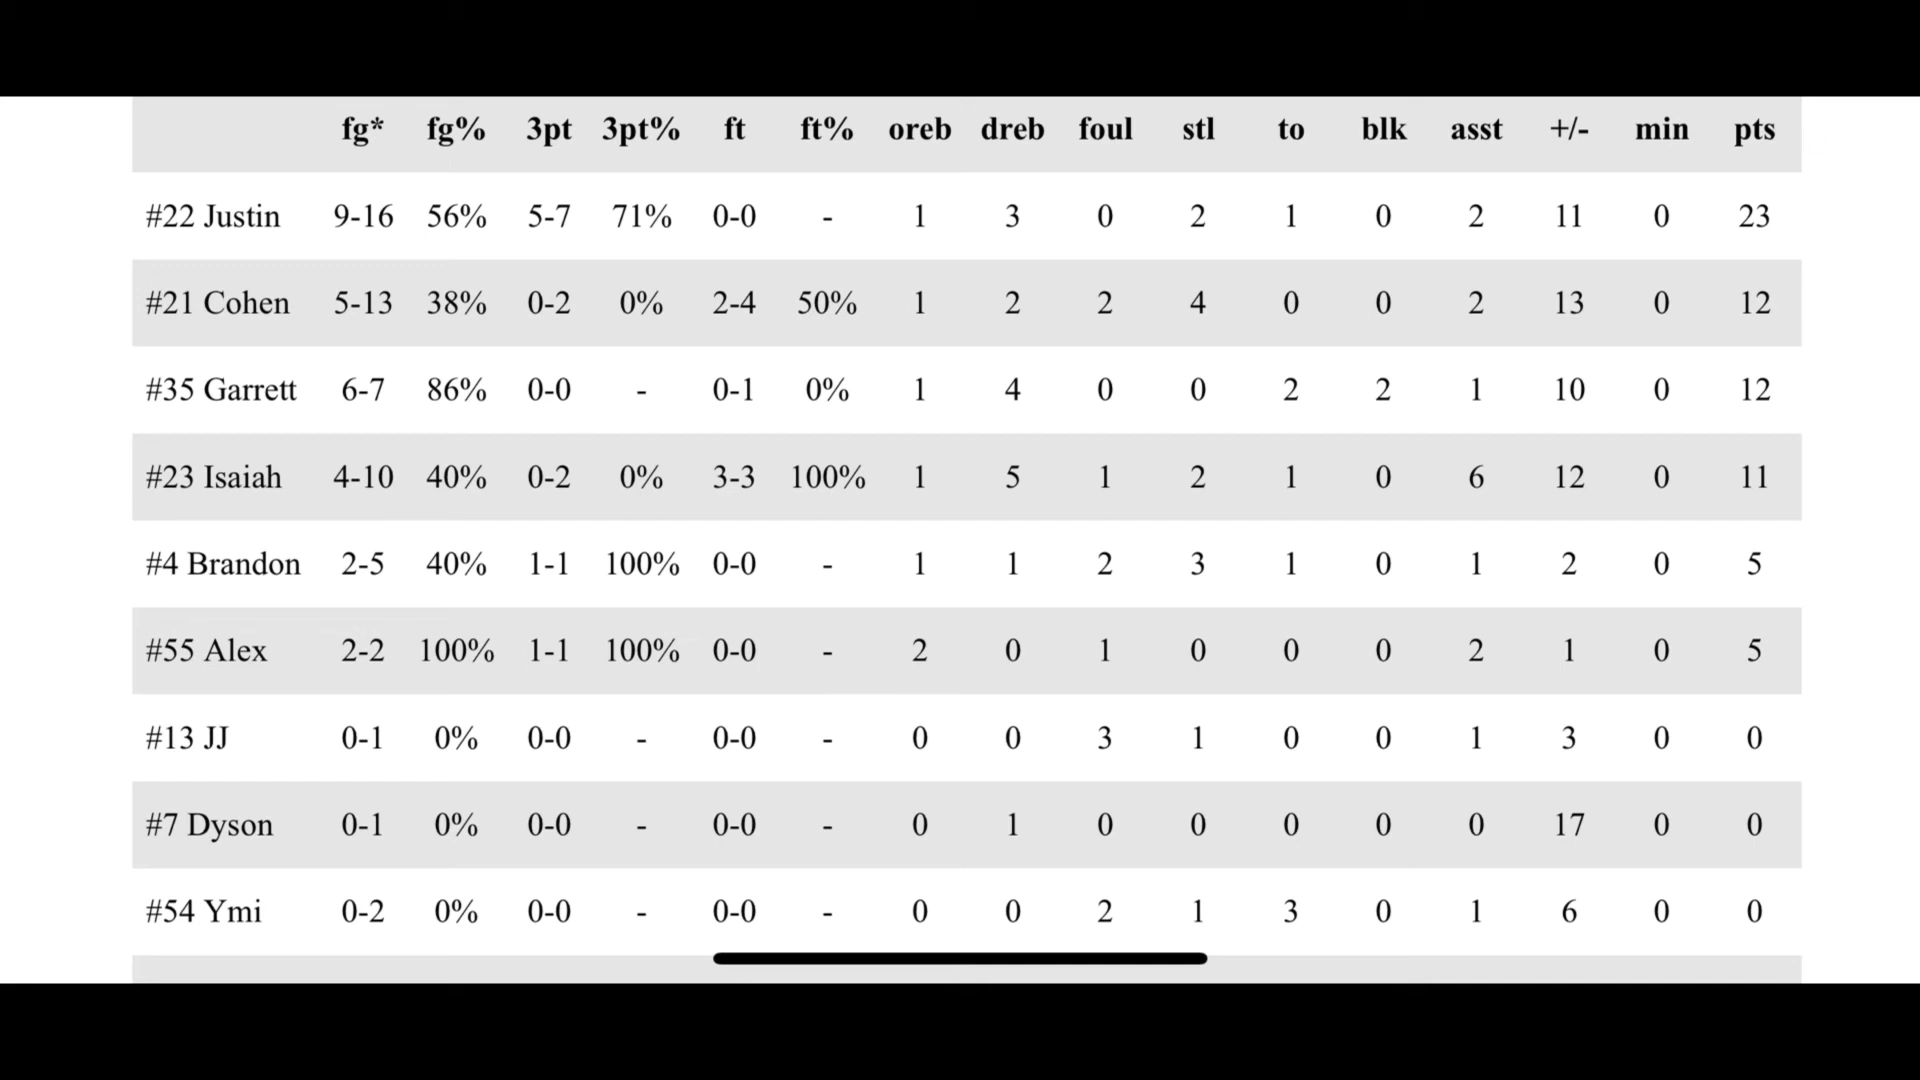 fg* fg% 3pt 3pt% ft ft% oreb dreb foul stl to blk asst +/- min pts
#22 Justin 9-16 56% 5-7 71% 0-0 - 1 3 0 2 1 0 2 11 0 23
#21 Cohen 5-13 38% 0-2 0% 2-4 50% 1 2 2 4 0 0 2 13 0 12
#35 Garrett 6-7 86% 0-0 - 0-1 0% 1 4 0 0 2 2 1 10 0 12
#23 Isaiah 4-10 40% 0-2 0% 3-3 100% 1 5 1 2 1 0 6 12 0 11
#4 Brandon 2-5 40% 1-1 100% 0-0 - 1 1 2 3 1 0 1 2 0 5
#55 Alex 2-2 100% 1-1 100% 0-0 - 2 0 1 0 0 0 2 1 0 5
#13 JJ 0-1 0% 0-0 - 0-0 - 0 0 3 1 0 0 1 3 0 0
#7 Dyson 0-1 0% 0-0 - 0-0 - 0 1 0 0 0 0 0 17 0 0
#54 Ymi 0-2 0% 0-0 - 0-0 - 0 0 2 1 3 0 1 6 0 0